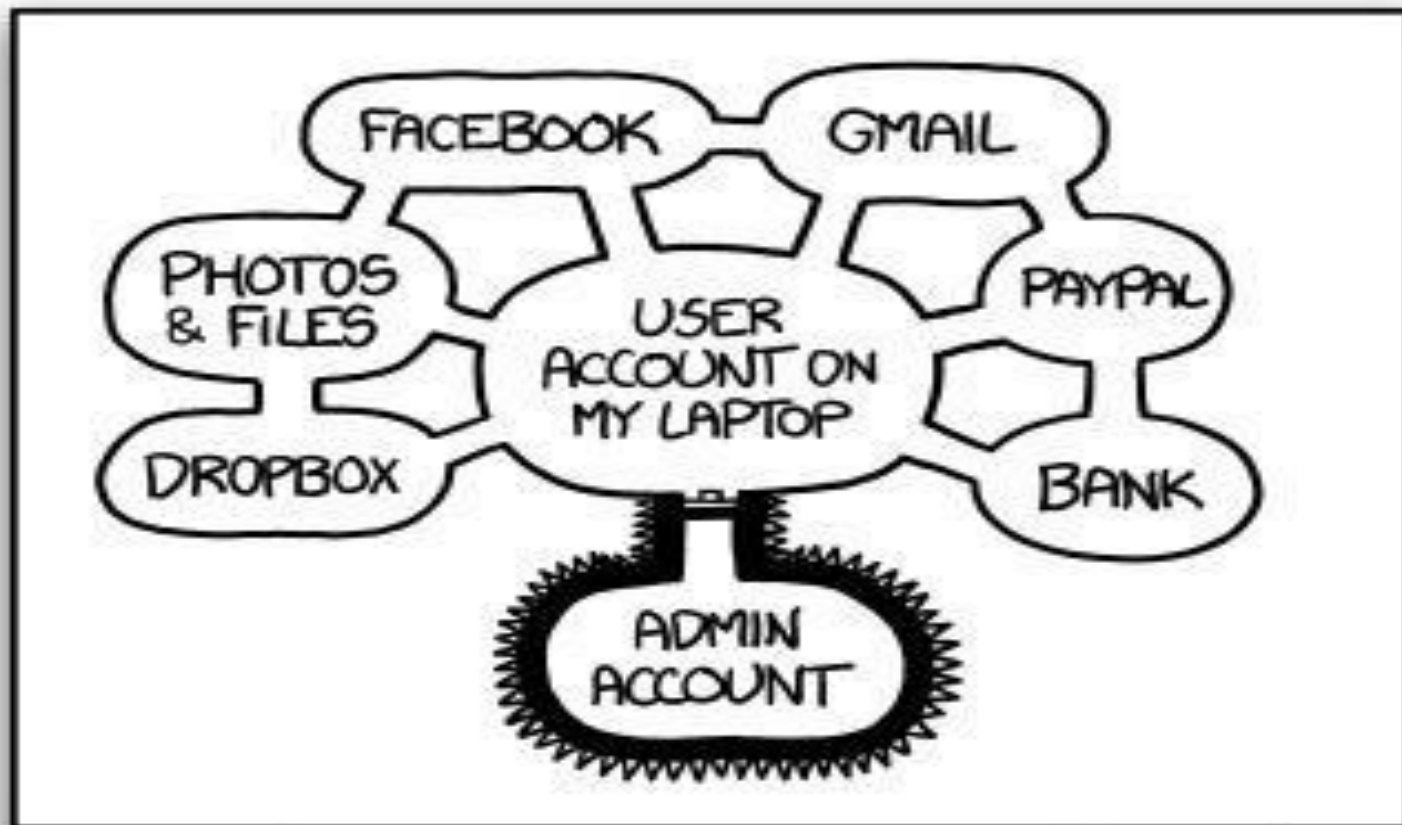 FACEBOOK
GMAIL
PHOTOS
& FILES
PAYPAL
USER
ACCOUNT ON
MY LAPTOP
DROPBOX
BANK
ADMIN
ACCOUNT